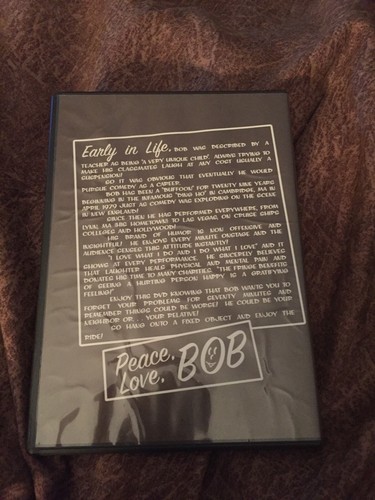 Early in Life, BOB WAS DESCRIBED BY A
TEACHER AS BEING "A VERY UNIQUE CHILD". ALWAYS TRYING TO
MAKE HIS CLASSMATES LAUGH AT ANY COST (USUALLY A
SUSPENSION)!
SO IT WAS OBVIOUS THAT EVENTUALLY HE WOULD
PURSUE COMEDY AS A CAREER.
BOB HAS BEEN A "BUFFOON" FOR TWENTY NINE YEARS
BEGINNING IN THE INFAMOUS "DING HO" IN CAMBRIDGE, MA IN
APRIL 1979 JUST AS COMEDY WAS EXPLODING ON THE SCENE
IN NEW ENGLAND!
SINCE THEN HE HAS PERFORMED EVERYWHERE, FROM
LYNN, MA (HIS HOMETOWN) TO LAS VEGAS, ON CRUISE SHIPS
COLLEGES AND HOLLYWOOD!
HIS BRAND OF HUMOR IS NON OFFENSIVE AND
INSIGHTFUL! HE ENJOYS EVERY MINUTE ONSTAGE AND THE
AUDIENCE SENSES THIS ATTITUDE INSTANTLY!
"I LOVE WHAT I DO AND I DO WHAT I LOVE" AND IT
SHOWS AT EVERY PERFORMANCE. HE SINCERELY BELIEVES
THAT LAUGHTER HEALS PHYSICAL AND MENTAL PAIN AND
DONATES HIS TIME TO MANY CHARITIES. "THE FRINGE BENEFITS
OF SEEING A HURTING PERSON HAPPY IS A GRATIFYING
FEELING!"
ENJOY THIS DVD KNOWING THAT BOB WANTS YOU TO
FORGET YOUR PROBLEMS FOR SEVENTY MINUTES AND
REMEMBER THINGS COULD BE WORSE! HE COULD BE YOUR
NEIGHBOR OR. . . YOUR RELATIVE!
SO HANG ONTO A FIXED OBJECT AND ENJOY THE
RIDE!
Peace,
Love, BOB